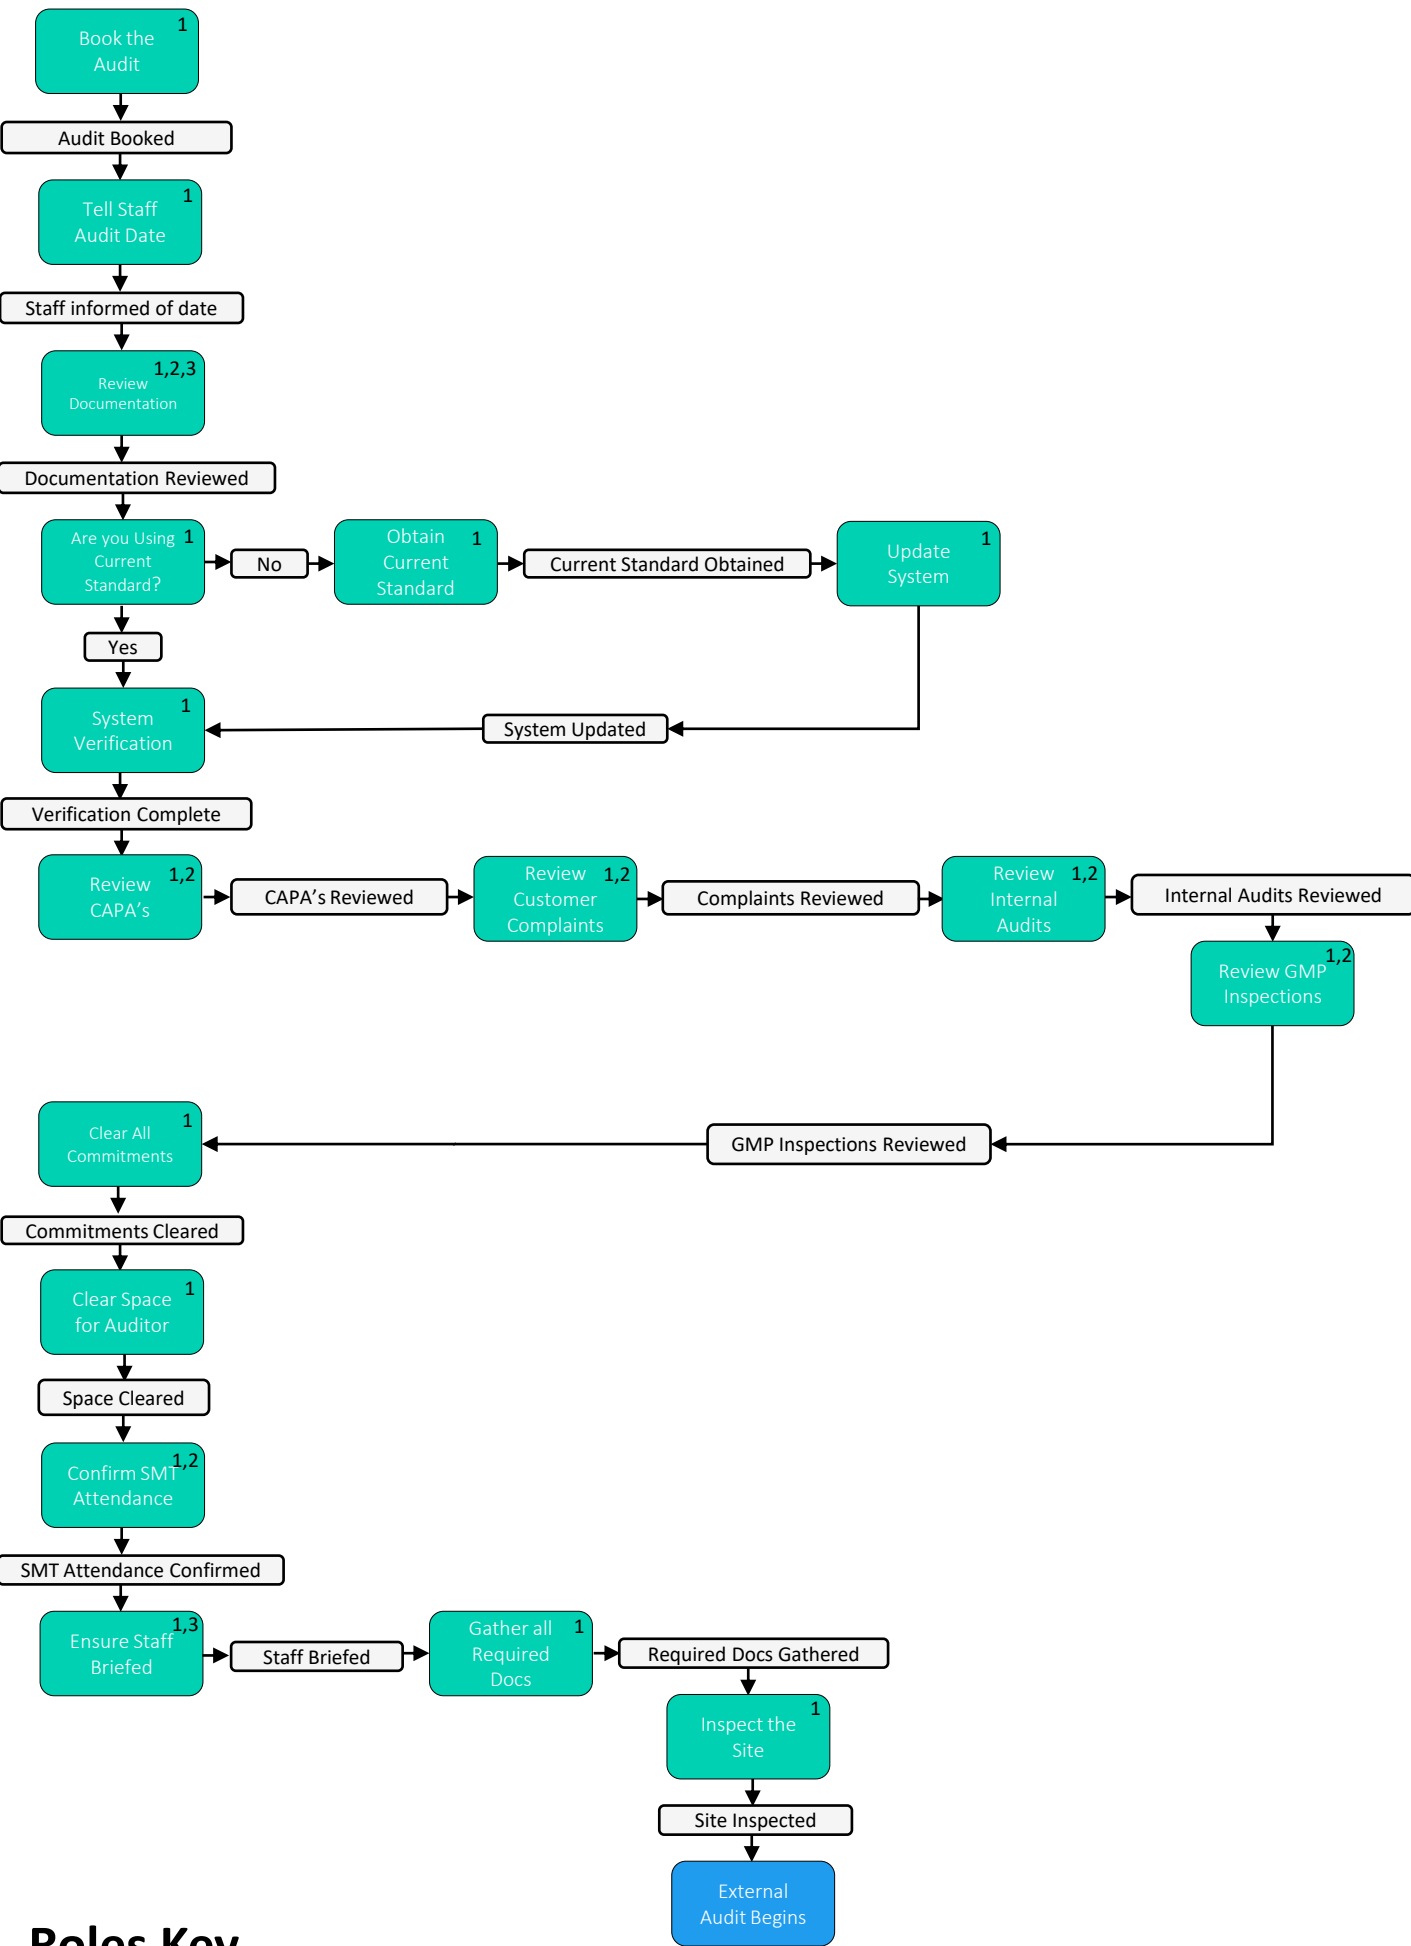 Book the
Audit
1
Audit Booked
Tell Staff
Audit Date
1
Staff informed of date
1,2,3
Review
Documentation
Documentation Reviewed
Are you Using
Current
Standard?
1
No
Obtain
Current
Standard
1
Current Standard Obtained
Update
System
1
Yes
System
Verification
1
System Updated
Verification Complete
Review
CAPA's
1,2
CAPA's Reviewed
Review
Customer
Complaints
1,2
Complaints Reviewed
Review
Internal
Audits
1,2
Internal Audits Reviewed
Review GMP
Inspections
1,2
GMP Inspections Reviewed
Clear All
Commitments
1
Commitments Cleared
Clear Space
for Auditor
1
Space Cleared
Confirm SMT
Attendance
1,2
SMT Attendance Confirmed
Ensure Staff
Briefed
1,3
Staff Briefed
Gather all
Required
Docs
1
Required Docs Gathered
Inspect the
Site
1
Site Inspected
External
Audit Begins
Roles Key